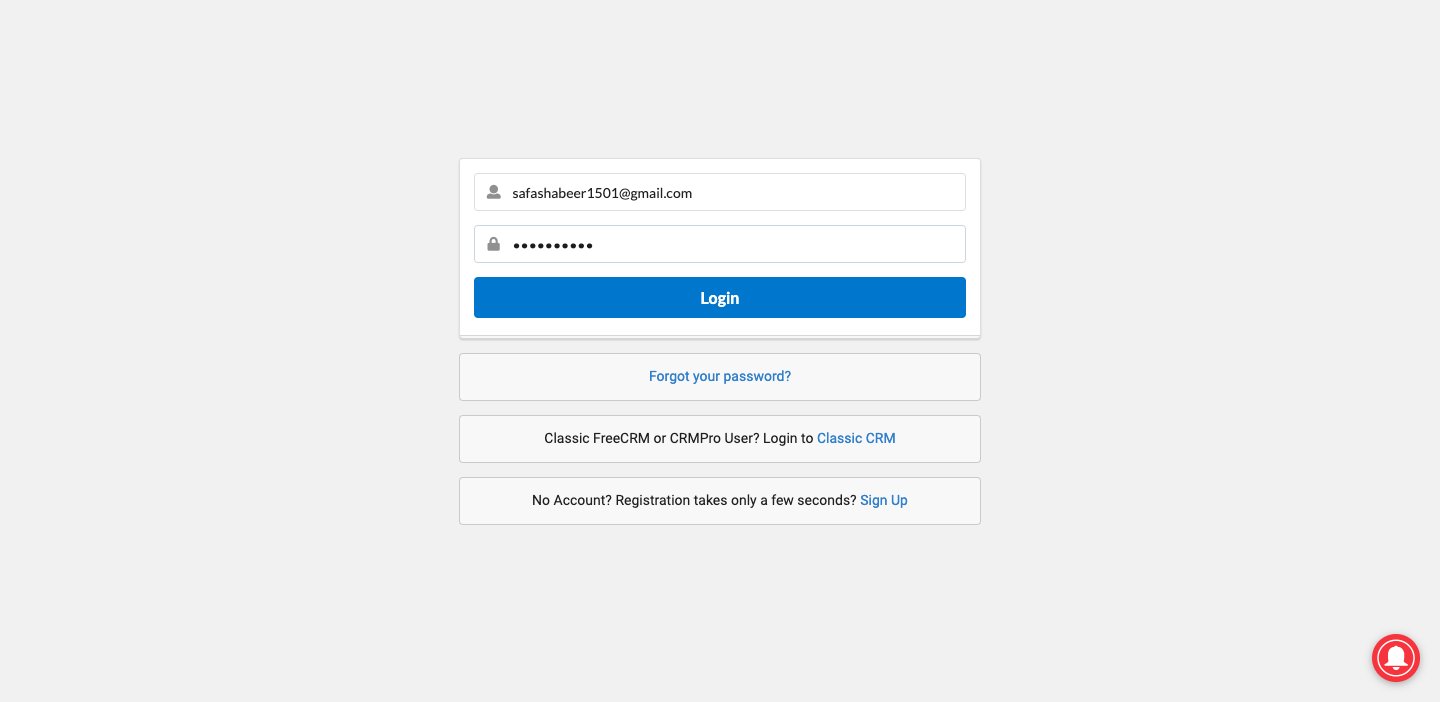 safashabeer1501@gmail.com
••••••••••
Login
Forgot your password?
Classic FreeCRM or CRMPro User? Login to Classic CRM
No Account? Registration takes only a few seconds? Sign Up